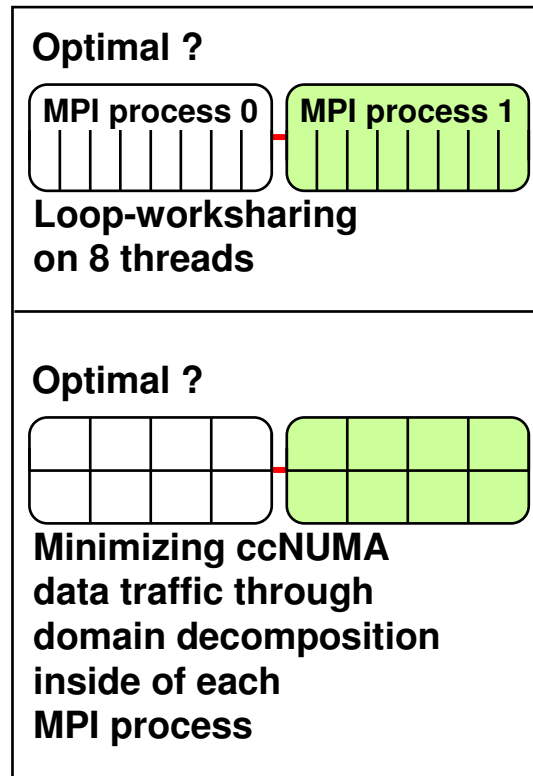 Optimal ?
MPI process 0 MPI process 1
Loop-worksharing
on 8 threads
Optimal ?
Minimizing ccNUMA
data traffic through
domain decomposition
inside of each
MPI process